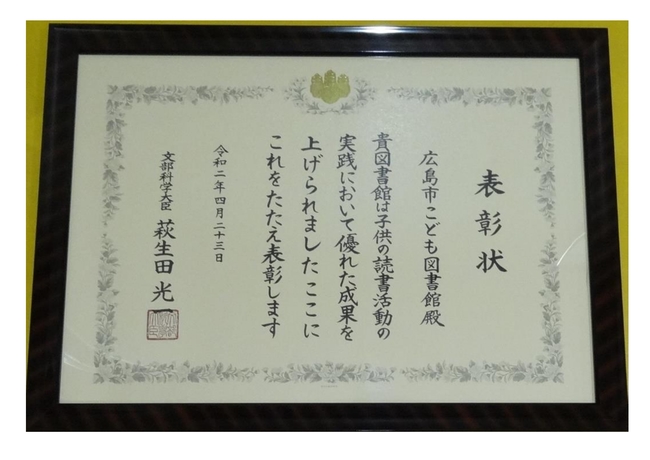 表彰状
広島市こども図書館殿
貴図書館は子供の読書活動の
実践において優れた成果を
上げられましたここに
これをたたえ表彰します
令和二年四月二十三日
文部科学大臣 萩生田光一